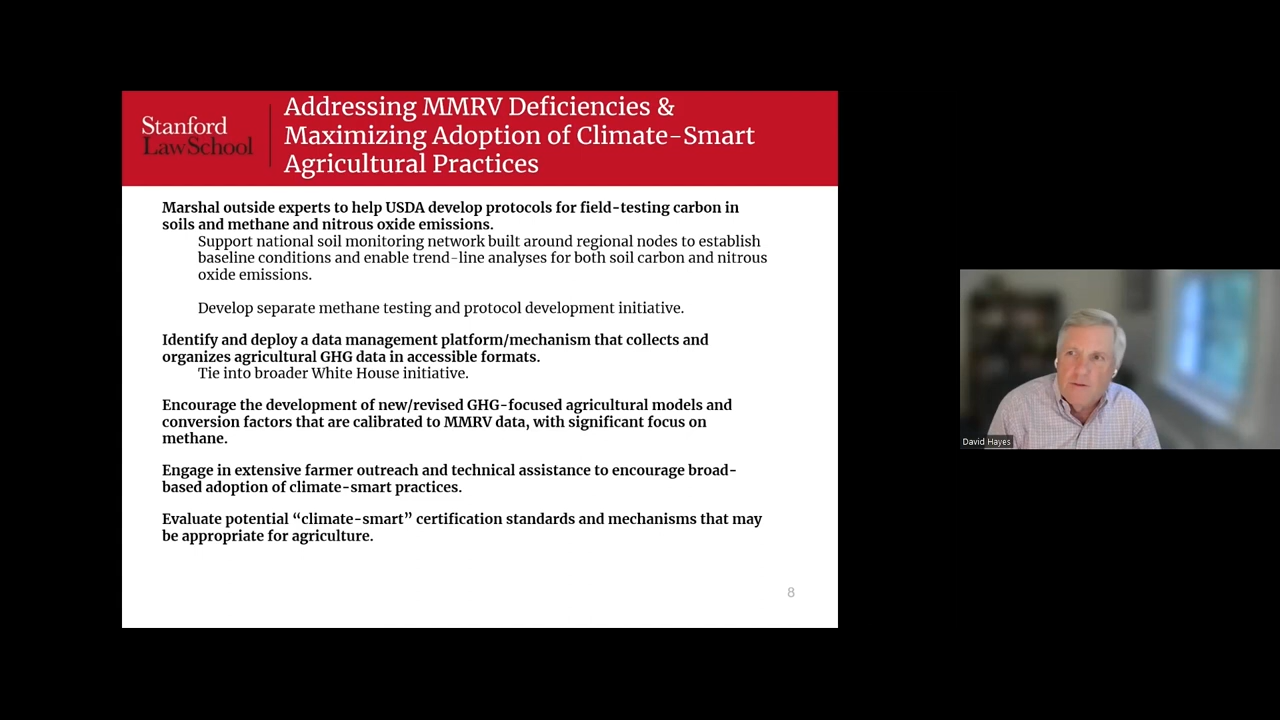 Stanford
Law School
Addressing MMRV Deficiencies &
Maximizing Adoption of Climate-Smart
Agricultural Practices
Marshal outside experts to help USDA develop protocols for field-testing carbon in
soils and methane and nitrous oxide emissions.
Support national soil monitoring network built around regional nodes to establish
baseline conditions and enable trend-line analyses for both soil carbon and nitrous
oxide emissions.
Develop separate methane testing and protocol development initiative.
Identify and deploy a data management platform/mechanism that collects and
organizes agricultural GHG data in accessible formats.
Tie into broader White House initiative.
Encourage the development of new/revised GHG-focused agricultural models and
conversion factors that are calibrated to MMRV data, with significant focus on
methane.
Engage in extensive farmer outreach and technical assistance to encourage broad-
based adoption of climate-smart practices.
Evaluate potential “climate-smart” certification standards and mechanisms that may
be appropriate for agriculture.
8
David Hayes